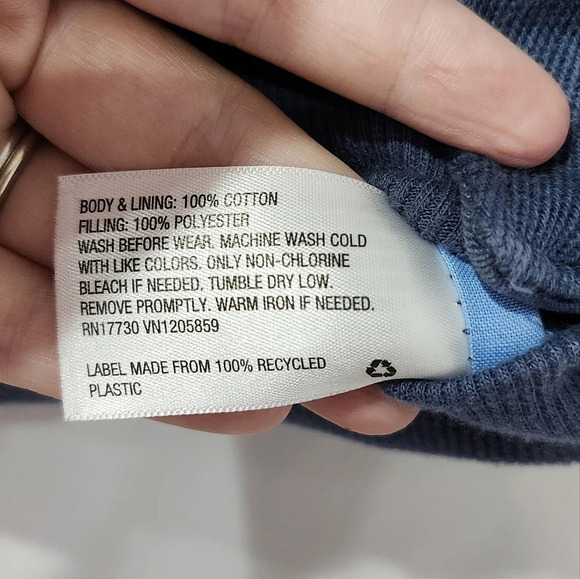 BODY & LINING: 100% COTTON
FILLING: 100% POLYESTER
WASH BEFORE WEAR. MACHINE WASH COLD
WITH LIKE COLORS. ONLY NON-CHLORINE
BLEACH IF NEEDED. TUMBLE DRY LOW.
REMOVE PROMPTLY. WARM IRON IF NEEDED.
RN17730 VN1205859
LABEL MADE FROM 100% RECYCLED
PLASTIC